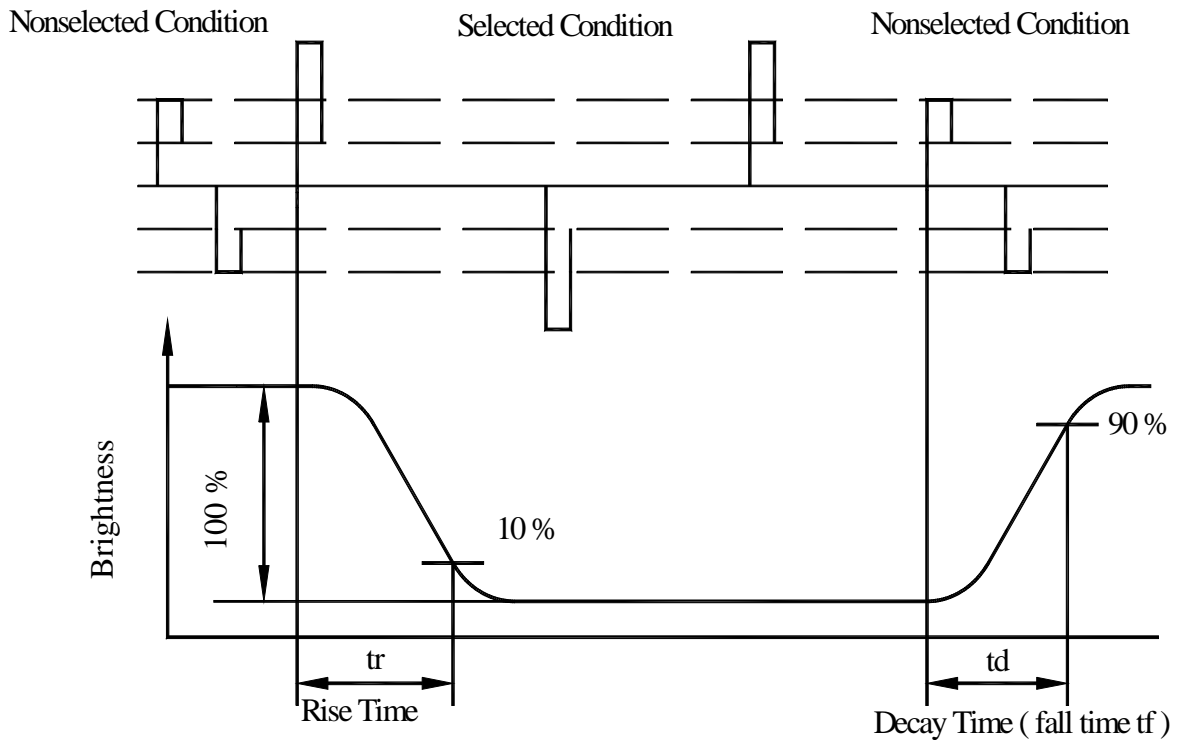 Nonselected Condition
Selected Condition
Nonselected Condition
Brightness
100 %
10 %
90 %
tr
Rise Time
td
Decay Time ( fall time tf )